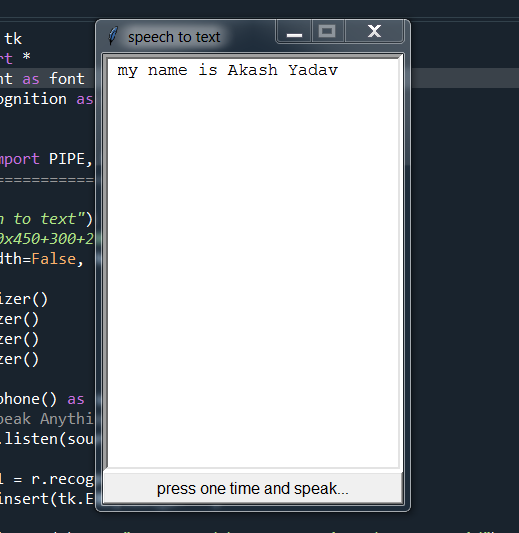 speech to text
my name is Akash Yadav
press one time and speak...
tk
rt *
nt as font
ognition as
mport PIPE,
============
h to text")
0x450+300+2
dth=False,
izer()
zer()
zer()
zer()
phone() as
peak Anythi
.listen(sou
l = r.recog
insert(tk.E